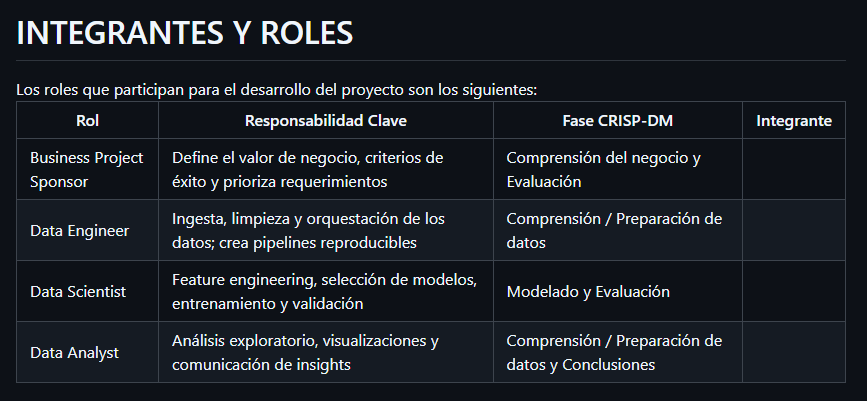 INTEGRANTES Y ROLES
Los roles que participan para el desarrollo del proyecto son los siguientes:
Rol Responsabilidad Clave Fase CRISP-DM Integrante
Business Project Sponsor Define el valor de negocio, criterios de éxito y prioriza requerimientos Comprensión del negocio y Evaluación
Data Engineer Ingesta, limpieza y orquestación de los datos; crea pipelines reproducibles Comprensión / Preparación de datos
Data Scientist Feature engineering, selección de modelos, entrenamiento y validación Modelado y Evaluación
Data Analyst Análisis exploratorio, visualizaciones y comunicación de insights Comprensión / Preparación de datos y Conclusiones